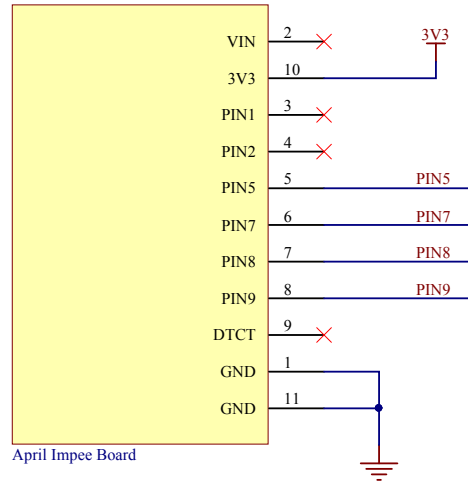 VIN 2
3V3 10 3V3
PIN1 3
PIN2 4
PIN5 5 PIN5
PIN7 6 PIN7
PIN8 7 PIN8
PIN9 8 PIN9
DTCT 9
GND 1
GND 11
April Impee Board